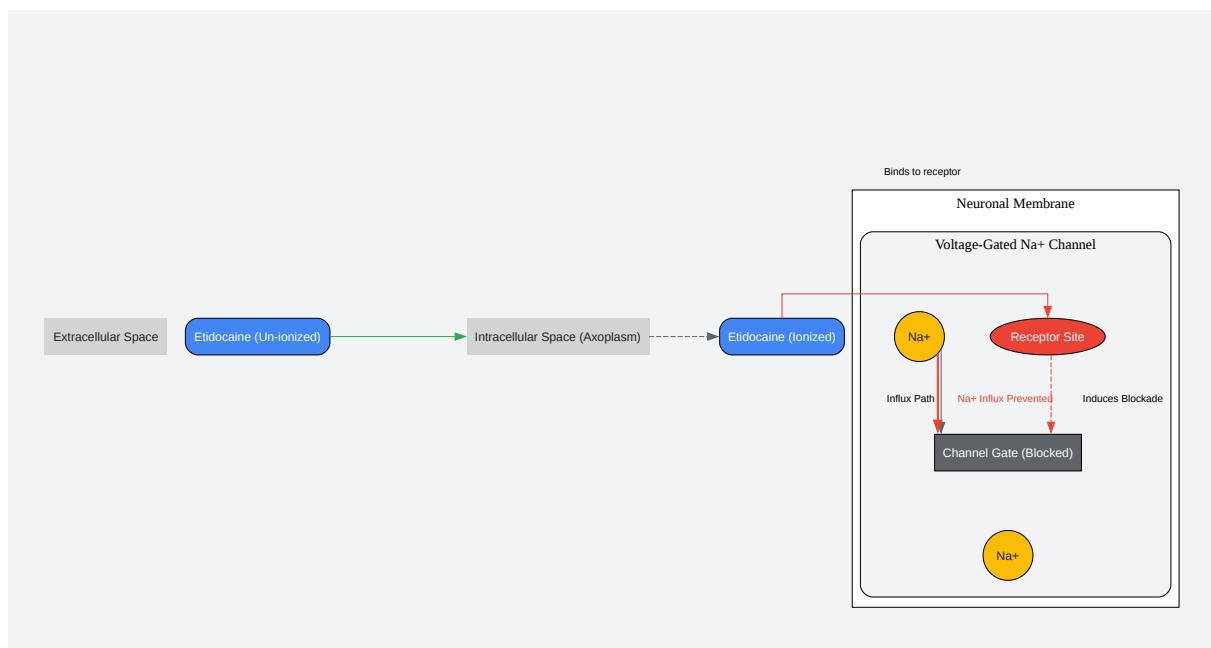 Binds to receptor
Neuronal Membrane
Voltage-Gated Na+ Channel
Extracellular Space
Etidocaine (Un-ionized)
Intracellular Space (Axoplasm)
Etidocaine (Ionized)
Na+
Receptor Site
Influx Path
Na+ Influx Prevented
Induces Blockade
Channel Gate (Blocked)
Na+